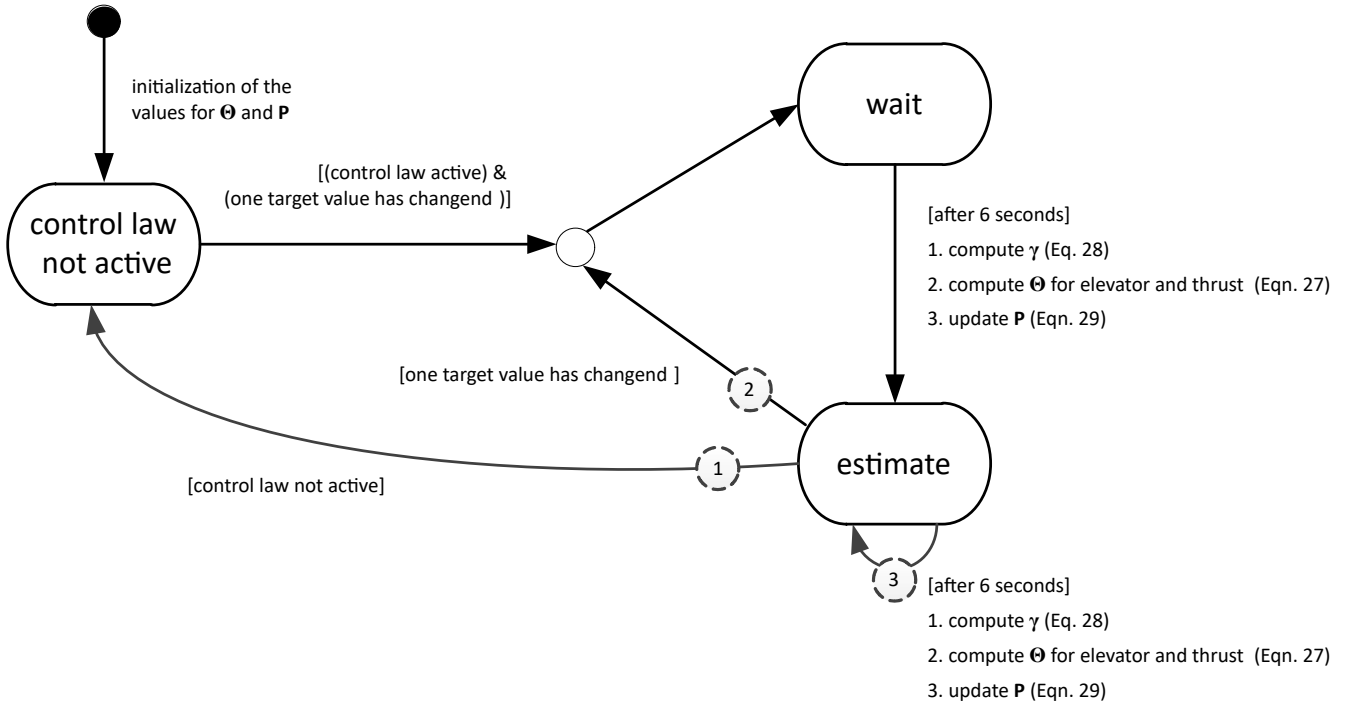 initialization of the
values for Θ and P
wait
[(control law active) &
(one target value has changend )]
control law
not active
[after 6 seconds]
1. compute γ (Eq. 28)
2. compute Θ for elevator and thrust (Eqn. 27)
3. update P (Eqn. 29)
[one target value has changend ]
2
estimate
1
[control law not active]
3
[after 6 seconds]
1. compute γ (Eq. 28)
2. compute Θ for elevator and thrust (Eqn. 27)
3. update P (Eqn. 29)